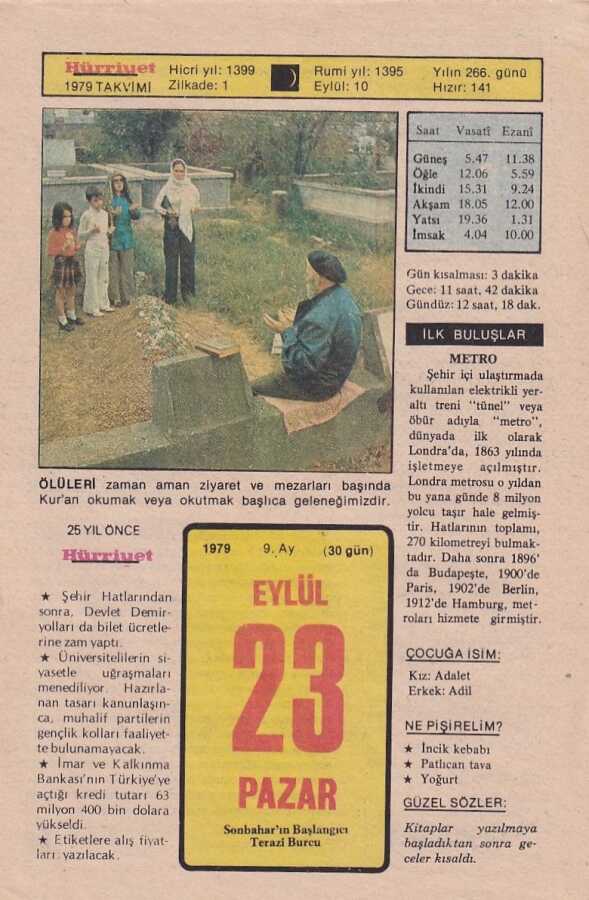 Hürriyet
1979 TAKVİMİ
Hicri yıl: 1399
Zilkade: 1
Rumi yıl: 1395
Eylül: 10
Yılın 266. günü
Hızır: 141
Saat Vasatî Ezanî
Güneş 5.47 11.38
Öğle 12.06 5.59
İkindi 15.31 9.24
Akşam 18.05 12.00
Yatsı 19.36 1.31
İmsak 4.04 10.00
Gün kısalması: 3 dakika
Gece: 11 saat, 42 dakika
Gündüz: 12 saat, 18 dak.
İLK BULUŞLAR
METRO
Şehir içi ulaştırmada
kullanılan elektrikli yer-
altı treni "tünel" veya
öbür adıyla "metro",
dünyada ilk olarak
Londra'da, 1863 yılında
işletmeye açılmıştır.
Londra metrosu o yıldan
bu yana günde 8 milyon
yolcu taşır hale gelmiş-
tir. Hatlarının toplamı,
270 kilometreyi bulmak-
tadır. Daha sonra 1896'
da Budapeşte, 1900'de
Paris, 1902'de Berlin,
1912'de Hamburg, met-
roları hizmete girmiştir.
ÖLÜLERİ zaman aman ziyaret ve mezarları başında
Kur'an okumak veya okutmak başlıca geleneğimizdir.
25 YIL ÖNCE
Hürriyet
★ Şehir Hatlarından
sonra, Devlet Demir-
yolları da bilet ücretle-
rine zam yaptı.
★ Üniversitelilerin si-
yasetle uğraşmaları
menediliyor. Hazırla-
nan tasarı kanunlaşın-
ca, muhalif partilerin
gençlik kolları faaliyet-
te bulunamayacak.
★ İmar ve Kalkınma
Bankası'nın Türkiye'ye
açtığı kredi tutarı 63
milyon 400 bin dolara
yükseldi.
★ Etiketlere alış fiyat-
ları yazılacak.
1979 9. Ay (30 gün)
EYLÜL
23
PAZAR
Sonbahar'ın Başlangıcı
Terazi Burcu
ÇOCUĞA İSİM:
Kız: Adalet
Erkek: Adil
NE PİŞİRELİM?
★ İncik kebabı
★ Patlıcan tava
★ Yoğurt
GÜZEL SÖZLER:
Kitaplar yazılmaya
başladıktan sonra ge-
celer kısaldı.